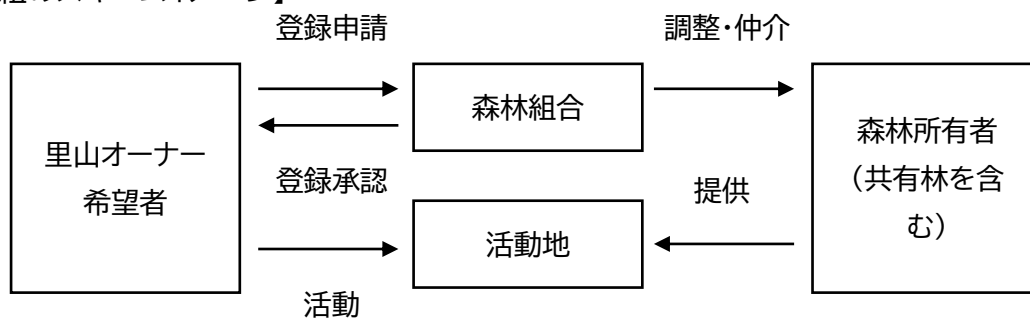 登録申請
調整・仲介
里山オーナー
希望者
森林組合
森林所有者
（共有林を含
む）
登録承認
提供
活動地
活動